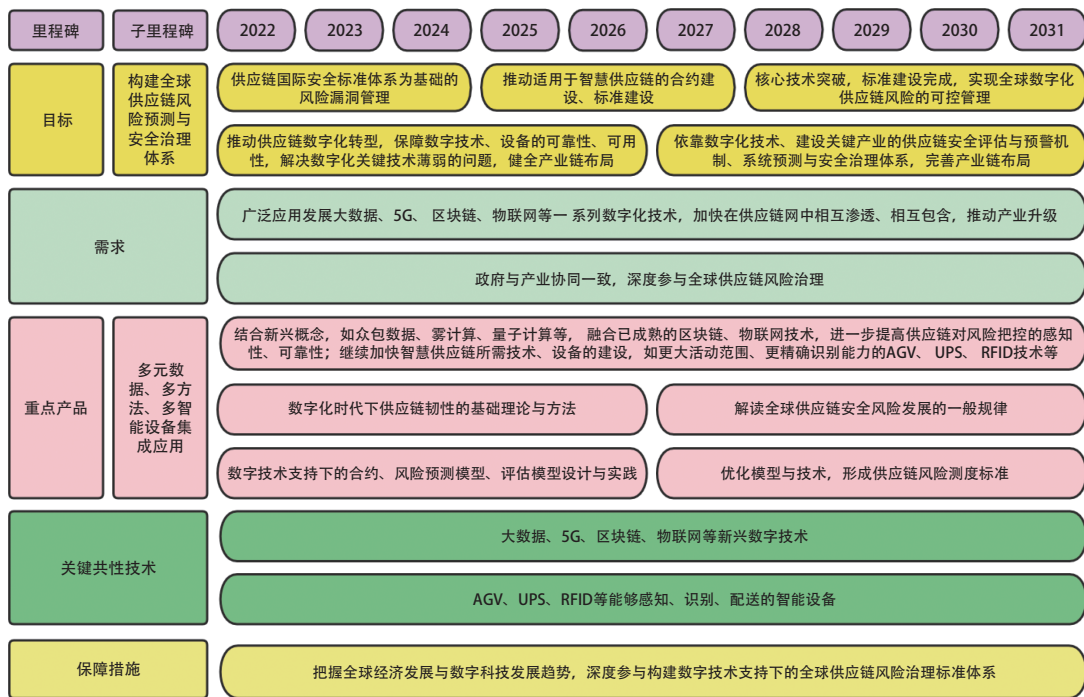 里程碑
子里程碑
2022
2023
2024
2025
2026
2027
2028
2029
2030
2031
目标
构建全球
供应链风
险预测与
安全治理
体系
供应链国际安全标准体系为基础的
风险漏洞管理
推动适用于智慧供应链的合约建
设、标准建设
核心技术突破，标准建设完成，实现全球数字化
供应链风险的可控管理
推动供应链数字化转型，保障数字技术、设备的可靠性、可用
性，解决数字化关键技术薄弱的问题，健全产业链布局
依靠数字化技术、建设关键产业的供应链安全评估与预警机
制、系统预测与安全治理体系，完善产业链布局
需求
广泛应用发展大数据、5G、 区块链、物联网等一 系列数字化技术，加快在供应链网中相互渗透、相互包含，推动产业升级
政府与产业协同一致，深度参与全球供应链风险治理
重点产品
多元数
据、多方
法、多智
能设备集
成应用
结合新兴概念，如众包数据、雾计算、量子计算等， 融合已成熟的区块链、物联网技术，进一步提高供应链对风险把控的感知
性、可靠性；继续加快智慧供应链所需技术、设备的建设，如更大活动范围、更精确识别能力的AGV、 UPS、 RFID技术等
数字化时代下供应链韧性的基础理论与方法
解读全球供应链安全风险发展的一般规律
数字技术支持下的合约、风险预测模型、评估模型设计与实践
优化模型与技术，形成供应链风险测度标准
关键共性技术
大数据、5G、区块链、物联网等新兴数字技术
AGV、UPS、RFID等能够感知、识别、配送的智能设备
保障措施
把握全球经济发展与数字科技发展趋势，深度参与构建数字技术支持下的全球供应链风险治理标准体系